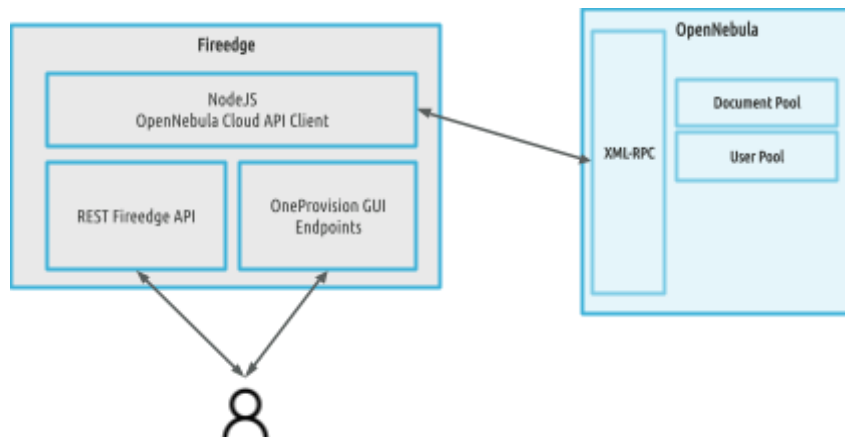 Fireedge
NodeJS
OpenNebula Cloud API Client
REST Fireedge API
OneProvision GUI
Endpoints
OpenNebula
XML-RPC
Document Pool
User Pool